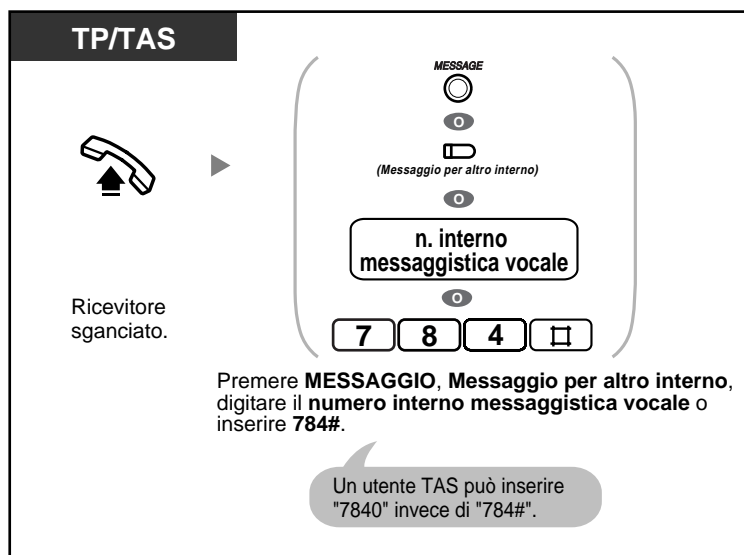 TP/TAS
MESSAGE
O
(Messaggio per altro interno)
O
n. interno
messaggistica vocale
O
7 8 4 #
Ricevitore
sganciato.
Premere MESSAGGIO, Messaggio per altro interno,
digitare il numero interno messaggistica vocale o
inserire 784#.
Un utente TAS può inserire
"7840" invece di "784#".